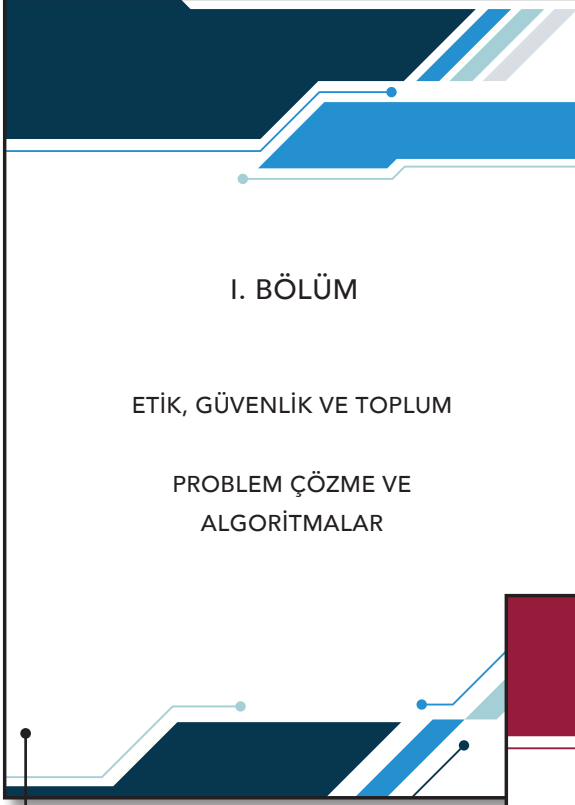 I. BÖLÜM
ETİK, GÜVENLİK VE TOPLUM
PROBLEM ÇÖZME VE
ALGORİTMALAR